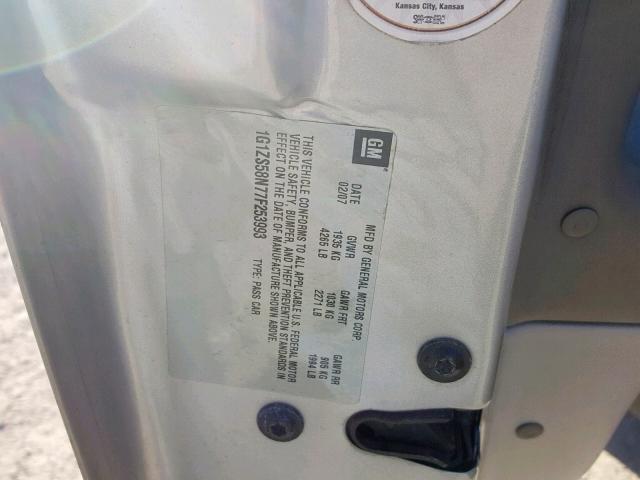 Kansas City, Kansas
GM
MFD BY GENERAL MOTORS CORP.
DATE GVWR GAWR FRT GAWR RR
02/07 1935 KG 1030 KG 905 KG
4265 LB 2271 LB 1994 LB
THIS VEHICLE CONFORMS TO ALL APPLICABLE U.S. FEDERAL MOTOR
VEHICLE SAFETY, BUMPER, AND THEFT PREVENTION STANDARDS IN
EFFECT ON THE DATE OF MANUFACTURE SHOWN ABOVE.
1G1ZS58N77F253993 TYPE: PASS CAR